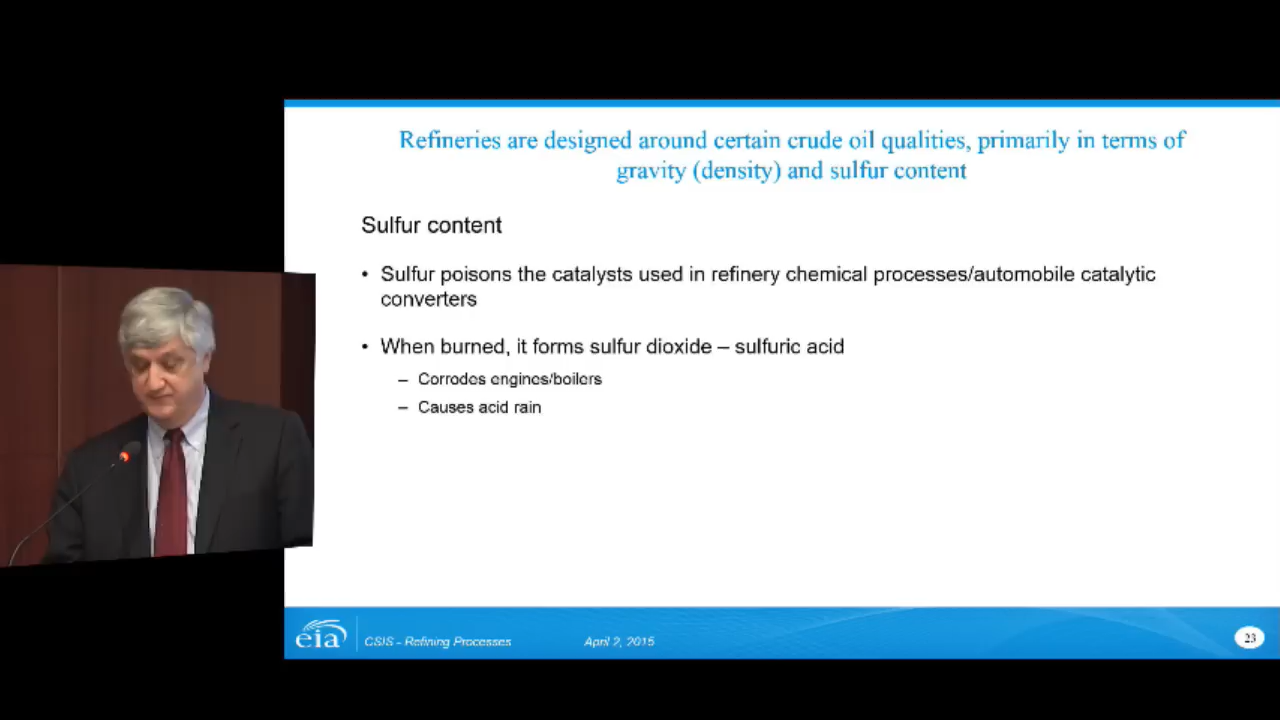 Refineries are designed around certain crude oil qualities, primarily in terms of
gravity (density) and sulfur content
Sulfur content
• Sulfur poisons the catalysts used in refinery chemical processes/automobile catalytic
converters
• When burned, it forms sulfur dioxide – sulfuric acid
– Corrodes engines/boilers
– Causes acid rain
eia
CSIS - Refining Processes
April 2, 2015
23